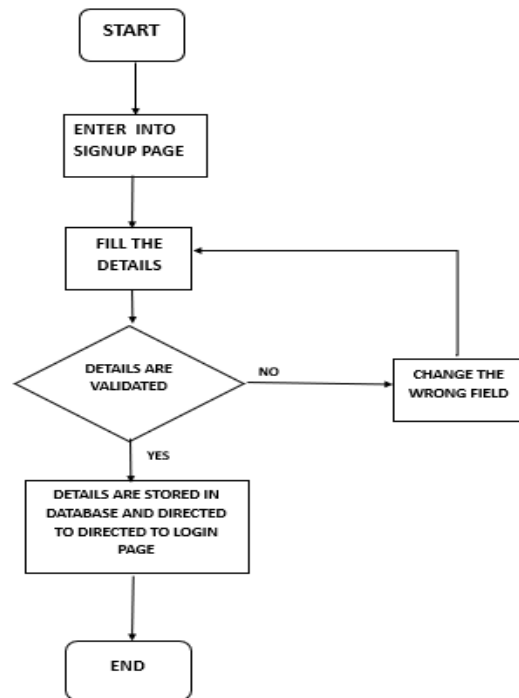 START
ENTER INTO
SIGNUP PAGE
FILL THE
DETAILS
DETAILS ARE
VALIDATED
NO
CHANGE THE
WRONG FIELD
YES
DETAILS ARE STORED IN
DATABASE AND DIRECTED
TO DIRECTED TO LOGIN
PAGE
END